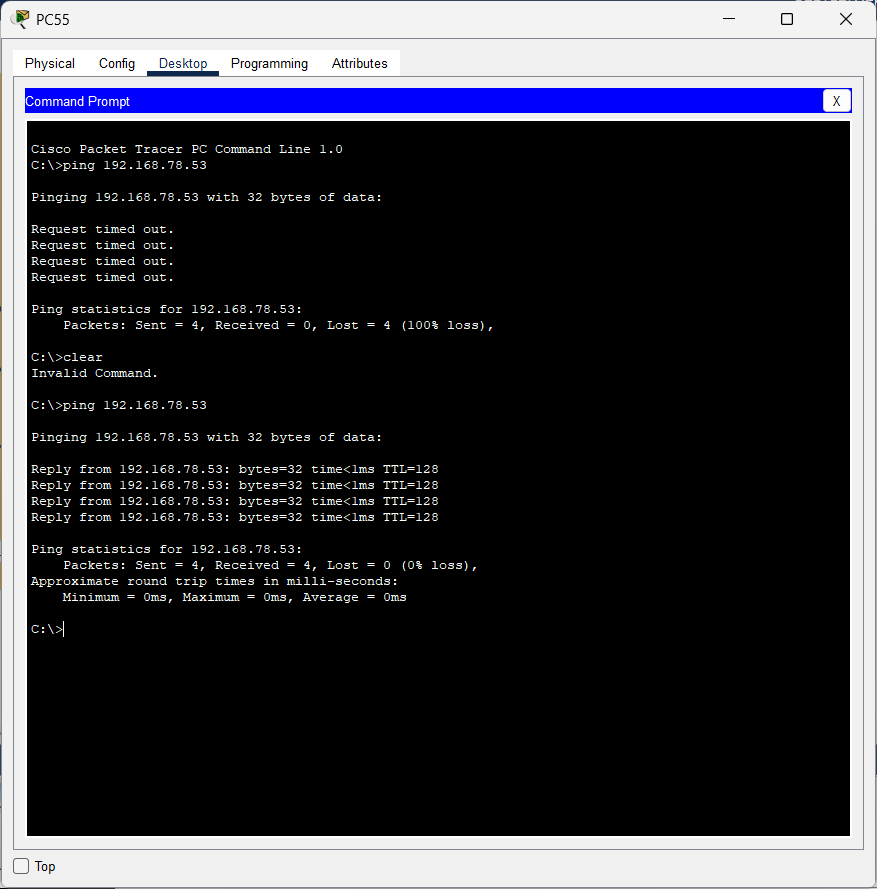 PC55
Physical Config Desktop Programming Attributes
Command Prompt X
Cisco Packet Tracer PC Command Line 1.0
C:\>ping 192.168.78.53
Pinging 192.168.78.53 with 32 bytes of data:
Request timed out.
Request timed out.
Request timed out.
Request timed out.
Ping statistics for 192.168.78.53:
Packets: Sent = 4, Received = 0, Lost = 4 (100% loss),
C:\>clear
Invalid Command.
C:\>ping 192.168.78.53
Pinging 192.168.78.53 with 32 bytes of data:
Reply from 192.168.78.53: bytes=32 time<1ms TTL=128
Reply from 192.168.78.53: bytes=32 time<1ms TTL=128
Reply from 192.168.78.53: bytes=32 time<1ms TTL=128
Reply from 192.168.78.53: bytes=32 time<1ms TTL=128
Ping statistics for 192.168.78.53:
Packets: Sent = 4, Received = 4, Lost = 0 (0% loss),
Approximate round trip times in milli-seconds:
Minimum = 0ms, Maximum = 0ms, Average = 0ms
C:\>
Top